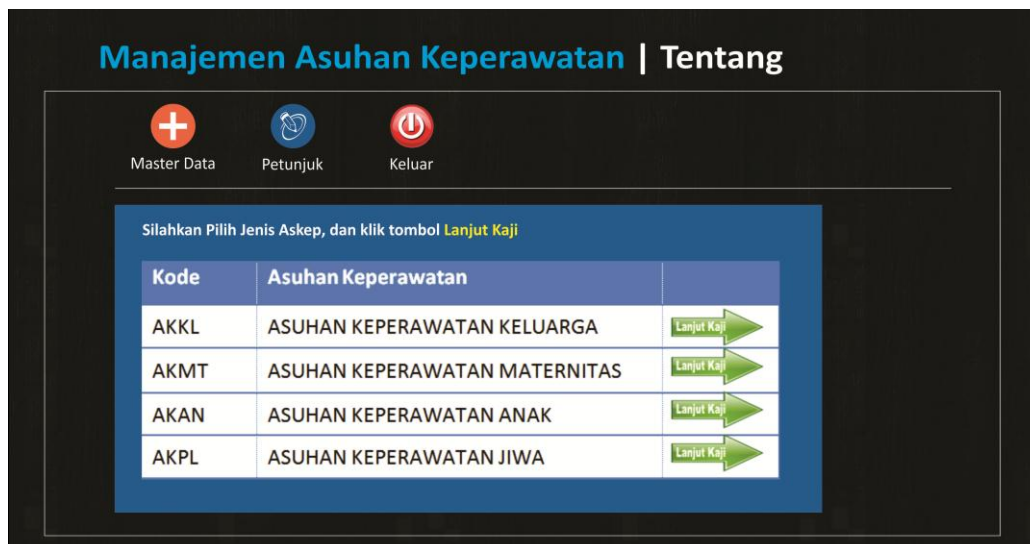 Manajemen Asuhan Keperawatan | Tentang
Master Data Petunjuk Keluar
Silahkan Pilih Jenis Askep, dan klik tombol Lanjut Kaji
Kode Asuhan Keperawatan
AKKL ASUHAN KEPERAWATAN KELUARGA Lanjut Kaji
AKMT ASUHAN KEPERAWATAN MATERNITAS Lanjut Kaji
AKAN ASUHAN KEPERAWATAN ANAK Lanjut Kaji
AKPL ASUHAN KEPERAWATAN JIWA Lanjut Kaji